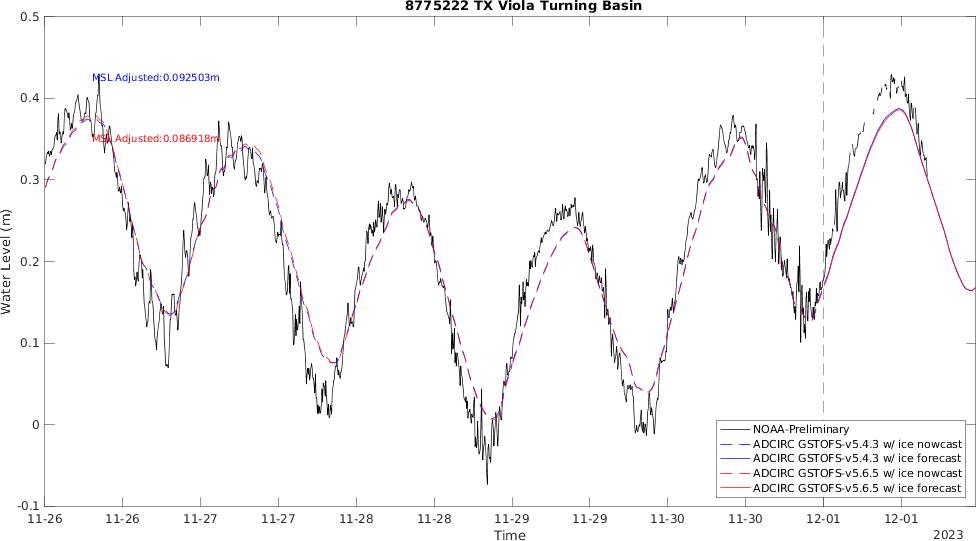 8775222 TX Viola Turning Basin
0.5
0.4
0.3
0.2
0.1
0
-0.1
Water Level (m)
MSL Adjusted:0.092503m
MSL Adjusted:0.086918m
NOAA-Preliminary
ADCIRC GSTOFS-v5.4.3 w/ ice nowcast
ADCIRC GSTOFS-v5.4.3 w/ ice forecast
ADCIRC GSTOFS-v5.6.5 w/ ice nowcast
ADCIRC GSTOFS-v5.6.5 w/ ice forecast
11-26 11-26 11-27 11-27 11-28 11-28 11-29 11-29 11-30 11-30 12-01 12-01
Time
2023